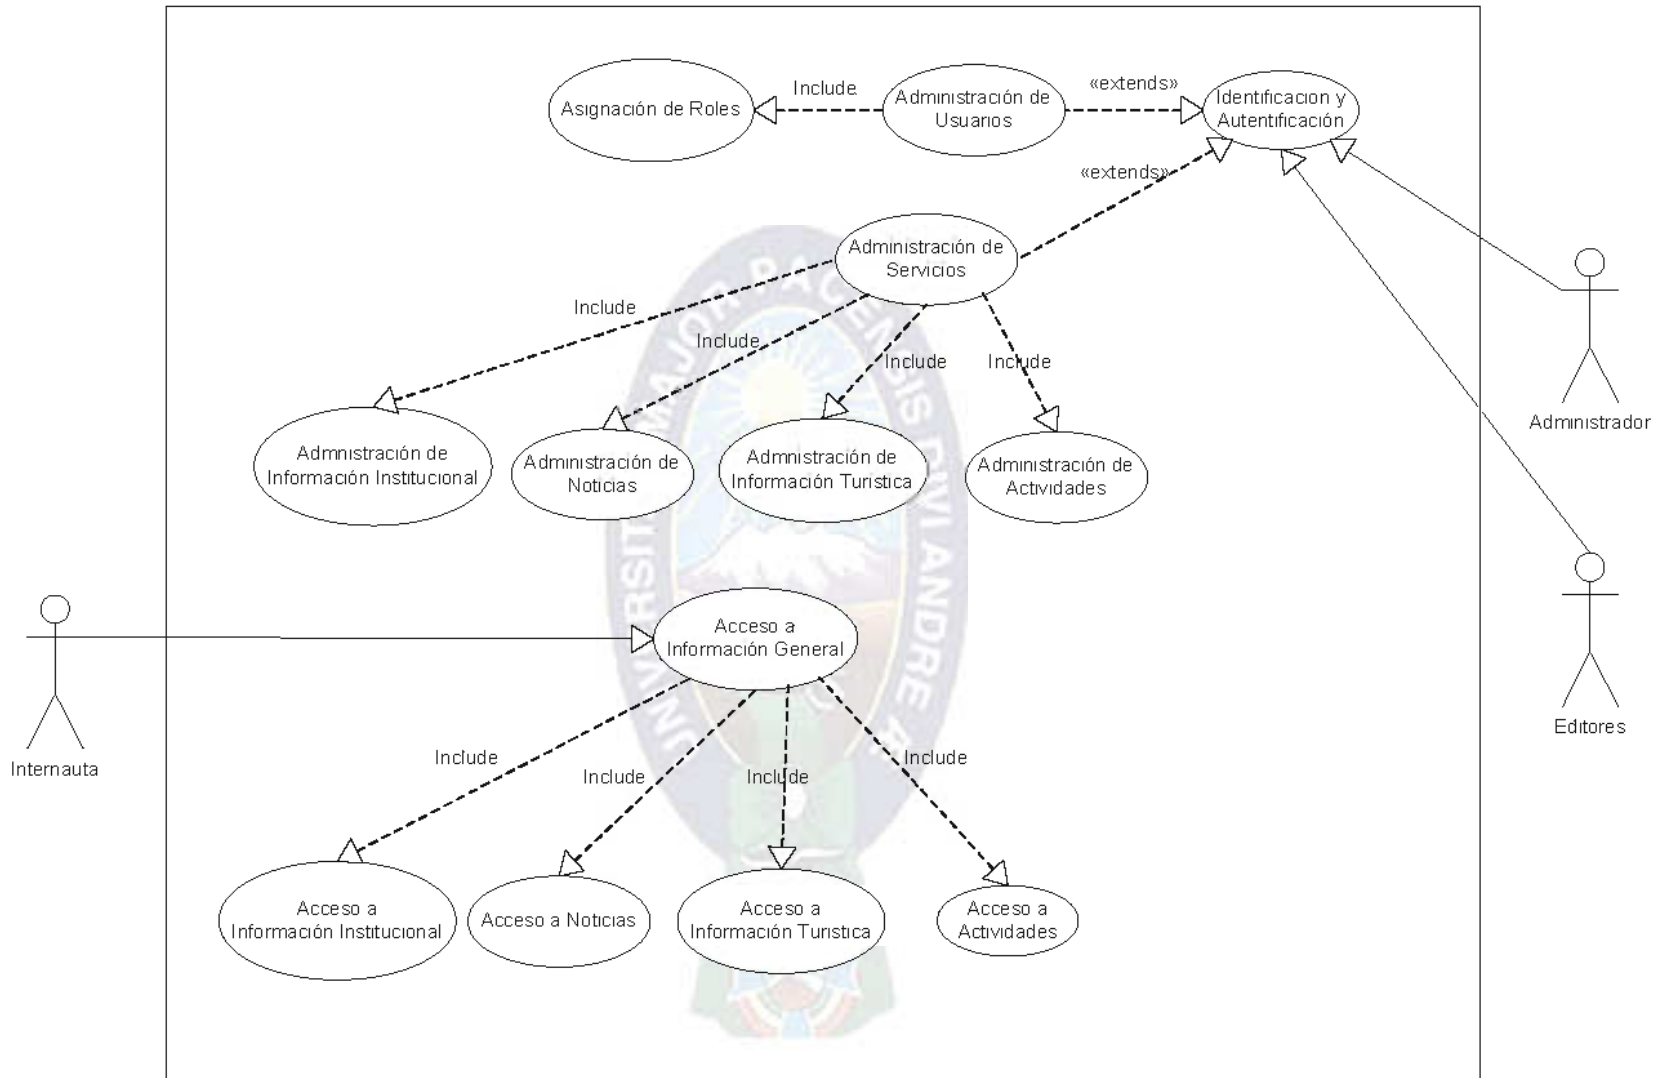 Asignación de Roles
Include
Administración de
Usuarios
«extends»
Identificacion y
Autentificación
«extends»
Administración de
Servicios
Include
Include
Include
Include
Administrador
Admnistración de
Información Institucional
Administración de
Noticias
Admnistración de
Información Turistica
Administración de
Actividades
Internauta
Acceso a
Información General
Editores
Include
Include
Include
Include
Acceso a
Información Institucional
Acceso a Noticias
Acceso a
Información Turistica
Acceso a
Actividades